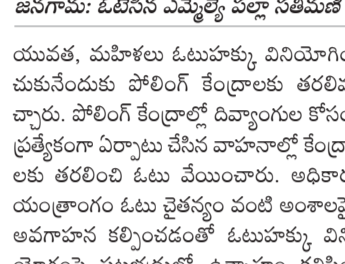 జనగామ: ఓటేసిన ఎమ్మెల్యే పల్లా సతీమణి
యువత, మహిళలు ఓటుహక్కు వినియోగిం
చుకునేందుకు పోలింగ్ కేంద్రాలకు తరలివ
చ్చారు. పోలింగ్ కేంద్రాల్లో దివ్యాంగుల కోసం
ప్రత్యేకంగా ఏర్పాటు చేసిన వాహనాల్లో కేంద్రా
లకు తరలించి ఓటు వేయించారు. అధికార
యంత్రాంగం ఓటు చైతన్యం వంటి అంశాలపై
అవగాహన కల్పించడంతో ఓటుహక్కు విని